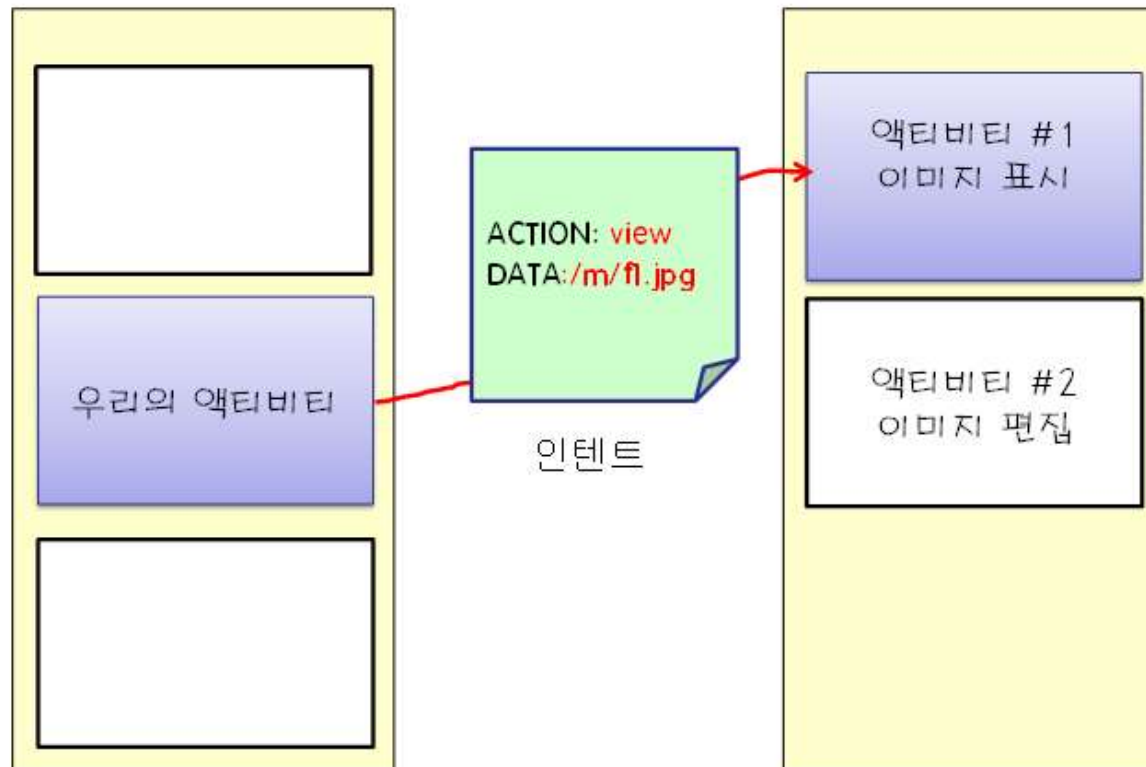 우리의 액티비티
ACTION: view
DATA:/m/f1.jpg
인텐트
액티비티 #1
이미지 표시
액티비티 #2
이미지 편집